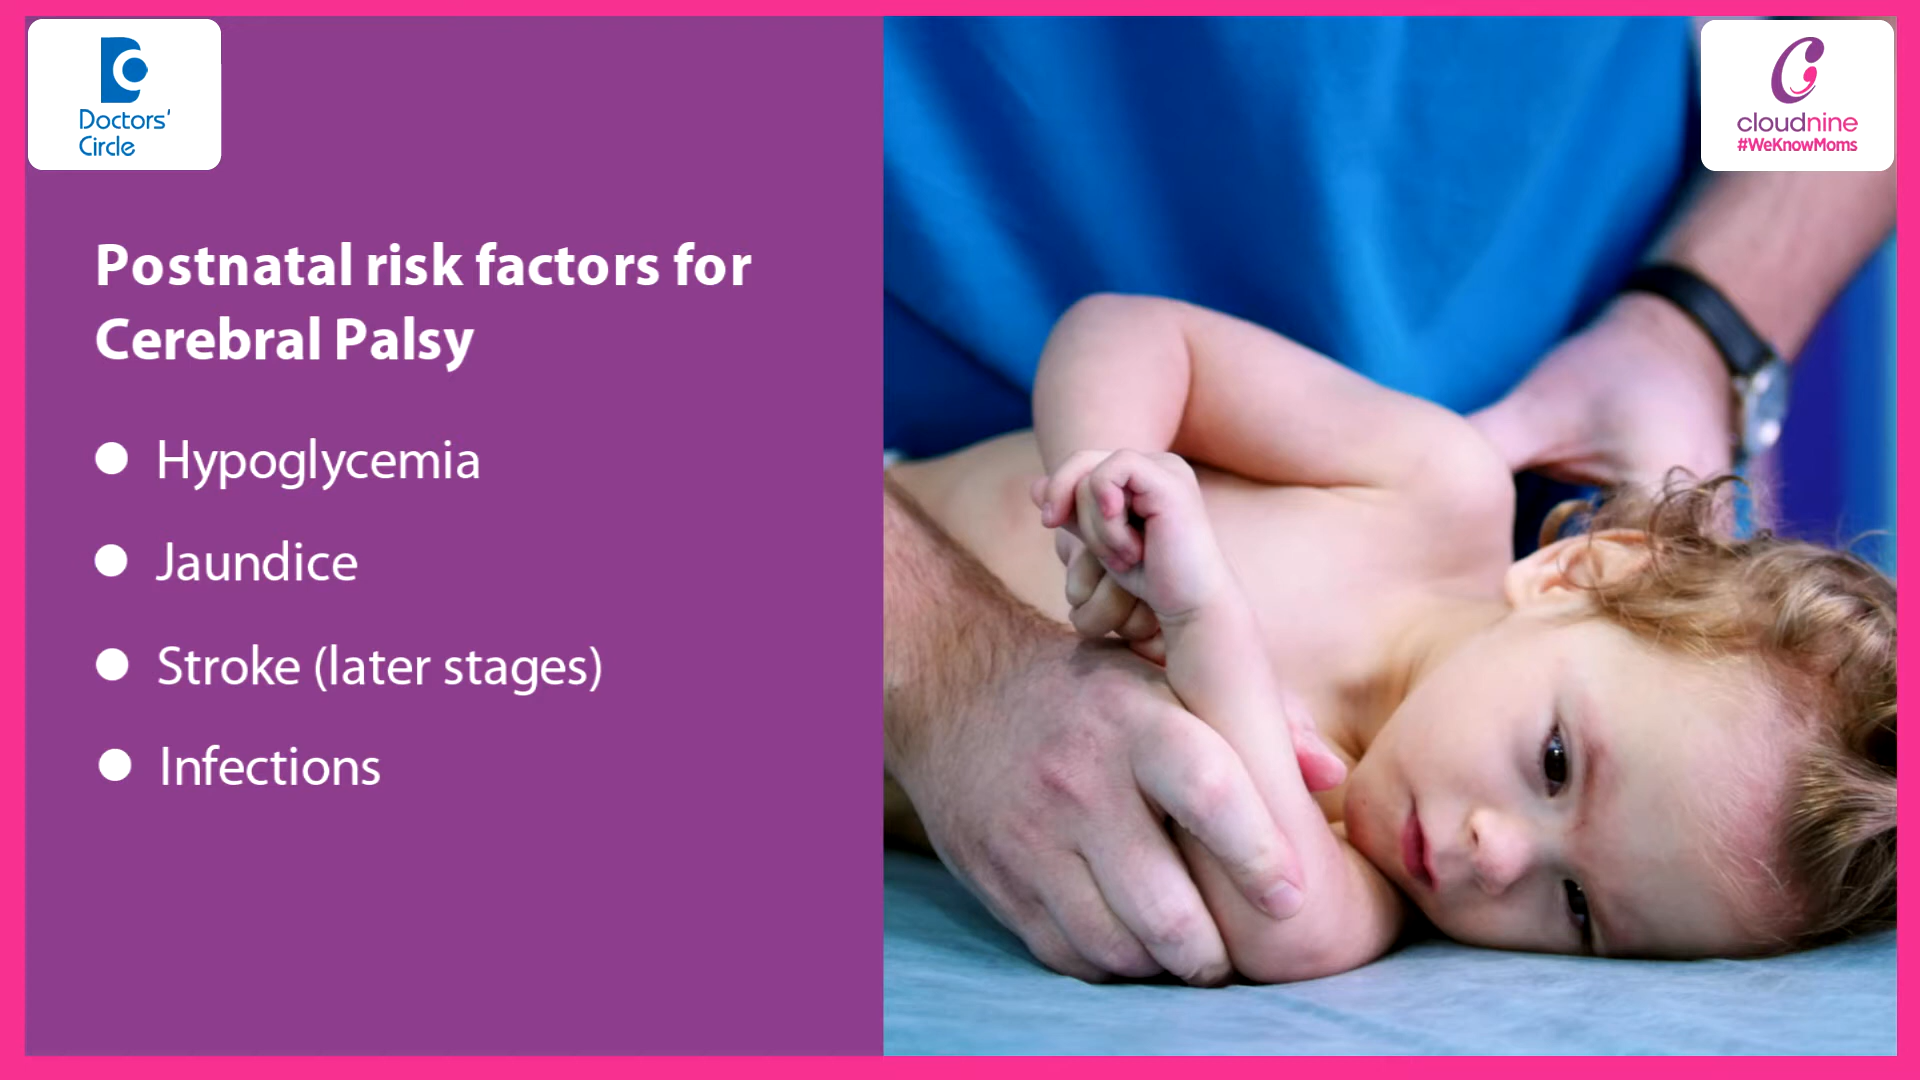 Doctors'
Circle
cloudnine
#WeKnowMoms
Postnatal risk factors for
Cerebral Palsy
Hypoglycemia
Jaundice
Stroke (later stages)
Infections